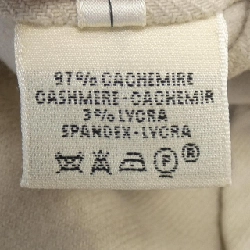 97% CACHEMIRE
CASHMERE-CACHEMIR
3% LYCRA
SPANDEX-LYCRA
P ®